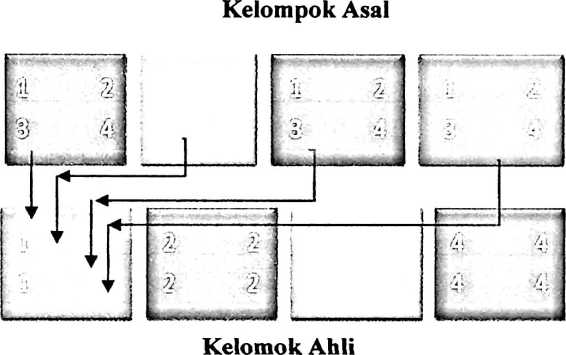 Kelompok Asal
1 2 1 2 1 2
3 4 3 4 3 4
1 2 2 4 4
1 2 2 4 4
Kelomok Ahli